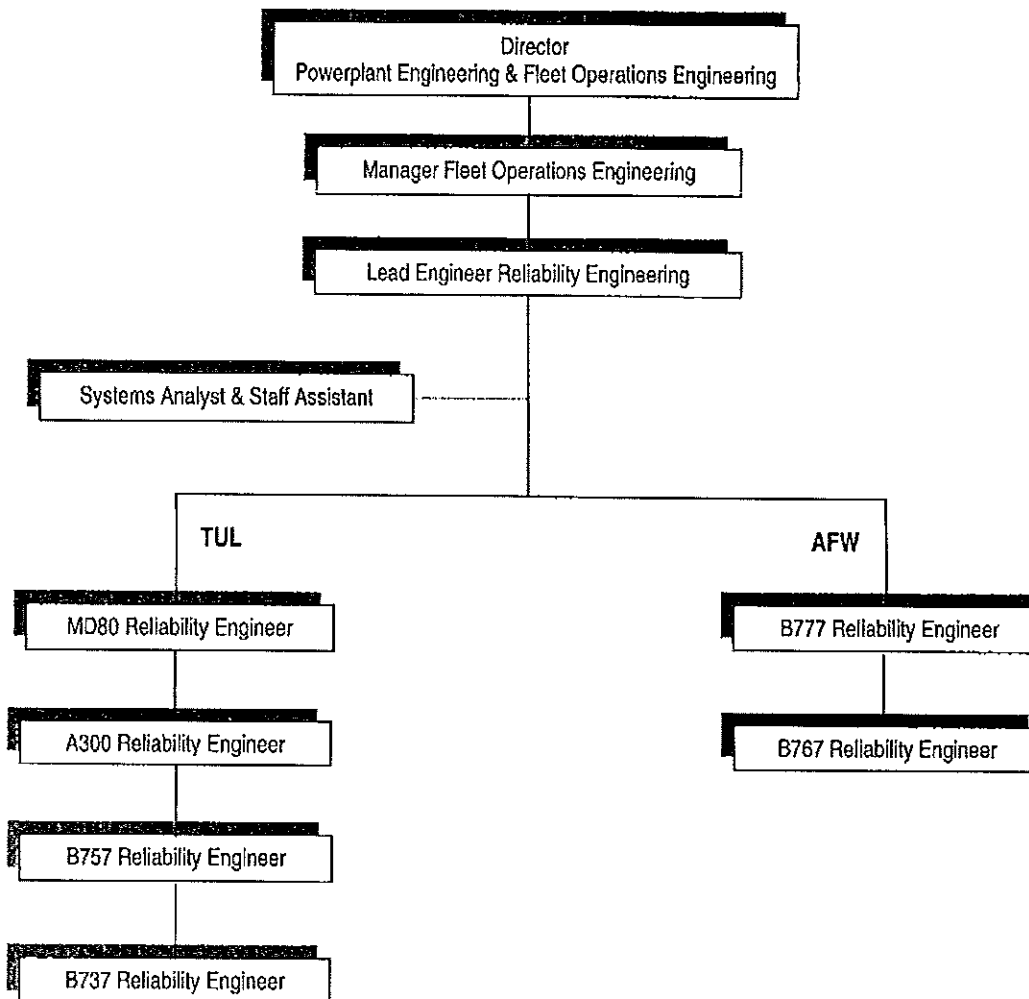 Director
Powerplant Engineering & Fleet Operations Engineering
Manager Fleet Operations Engineering
Lead Engineer Reliability Engineering
Systems Analyst & Staff Assistant
TUL
AFW
MD80 Reliability Engineer
B777 Reliability Engineer
A300 Reliability Engineer
B767 Reliability Engineer
B757 Reliability Engineer
B737 Reliability Engineer